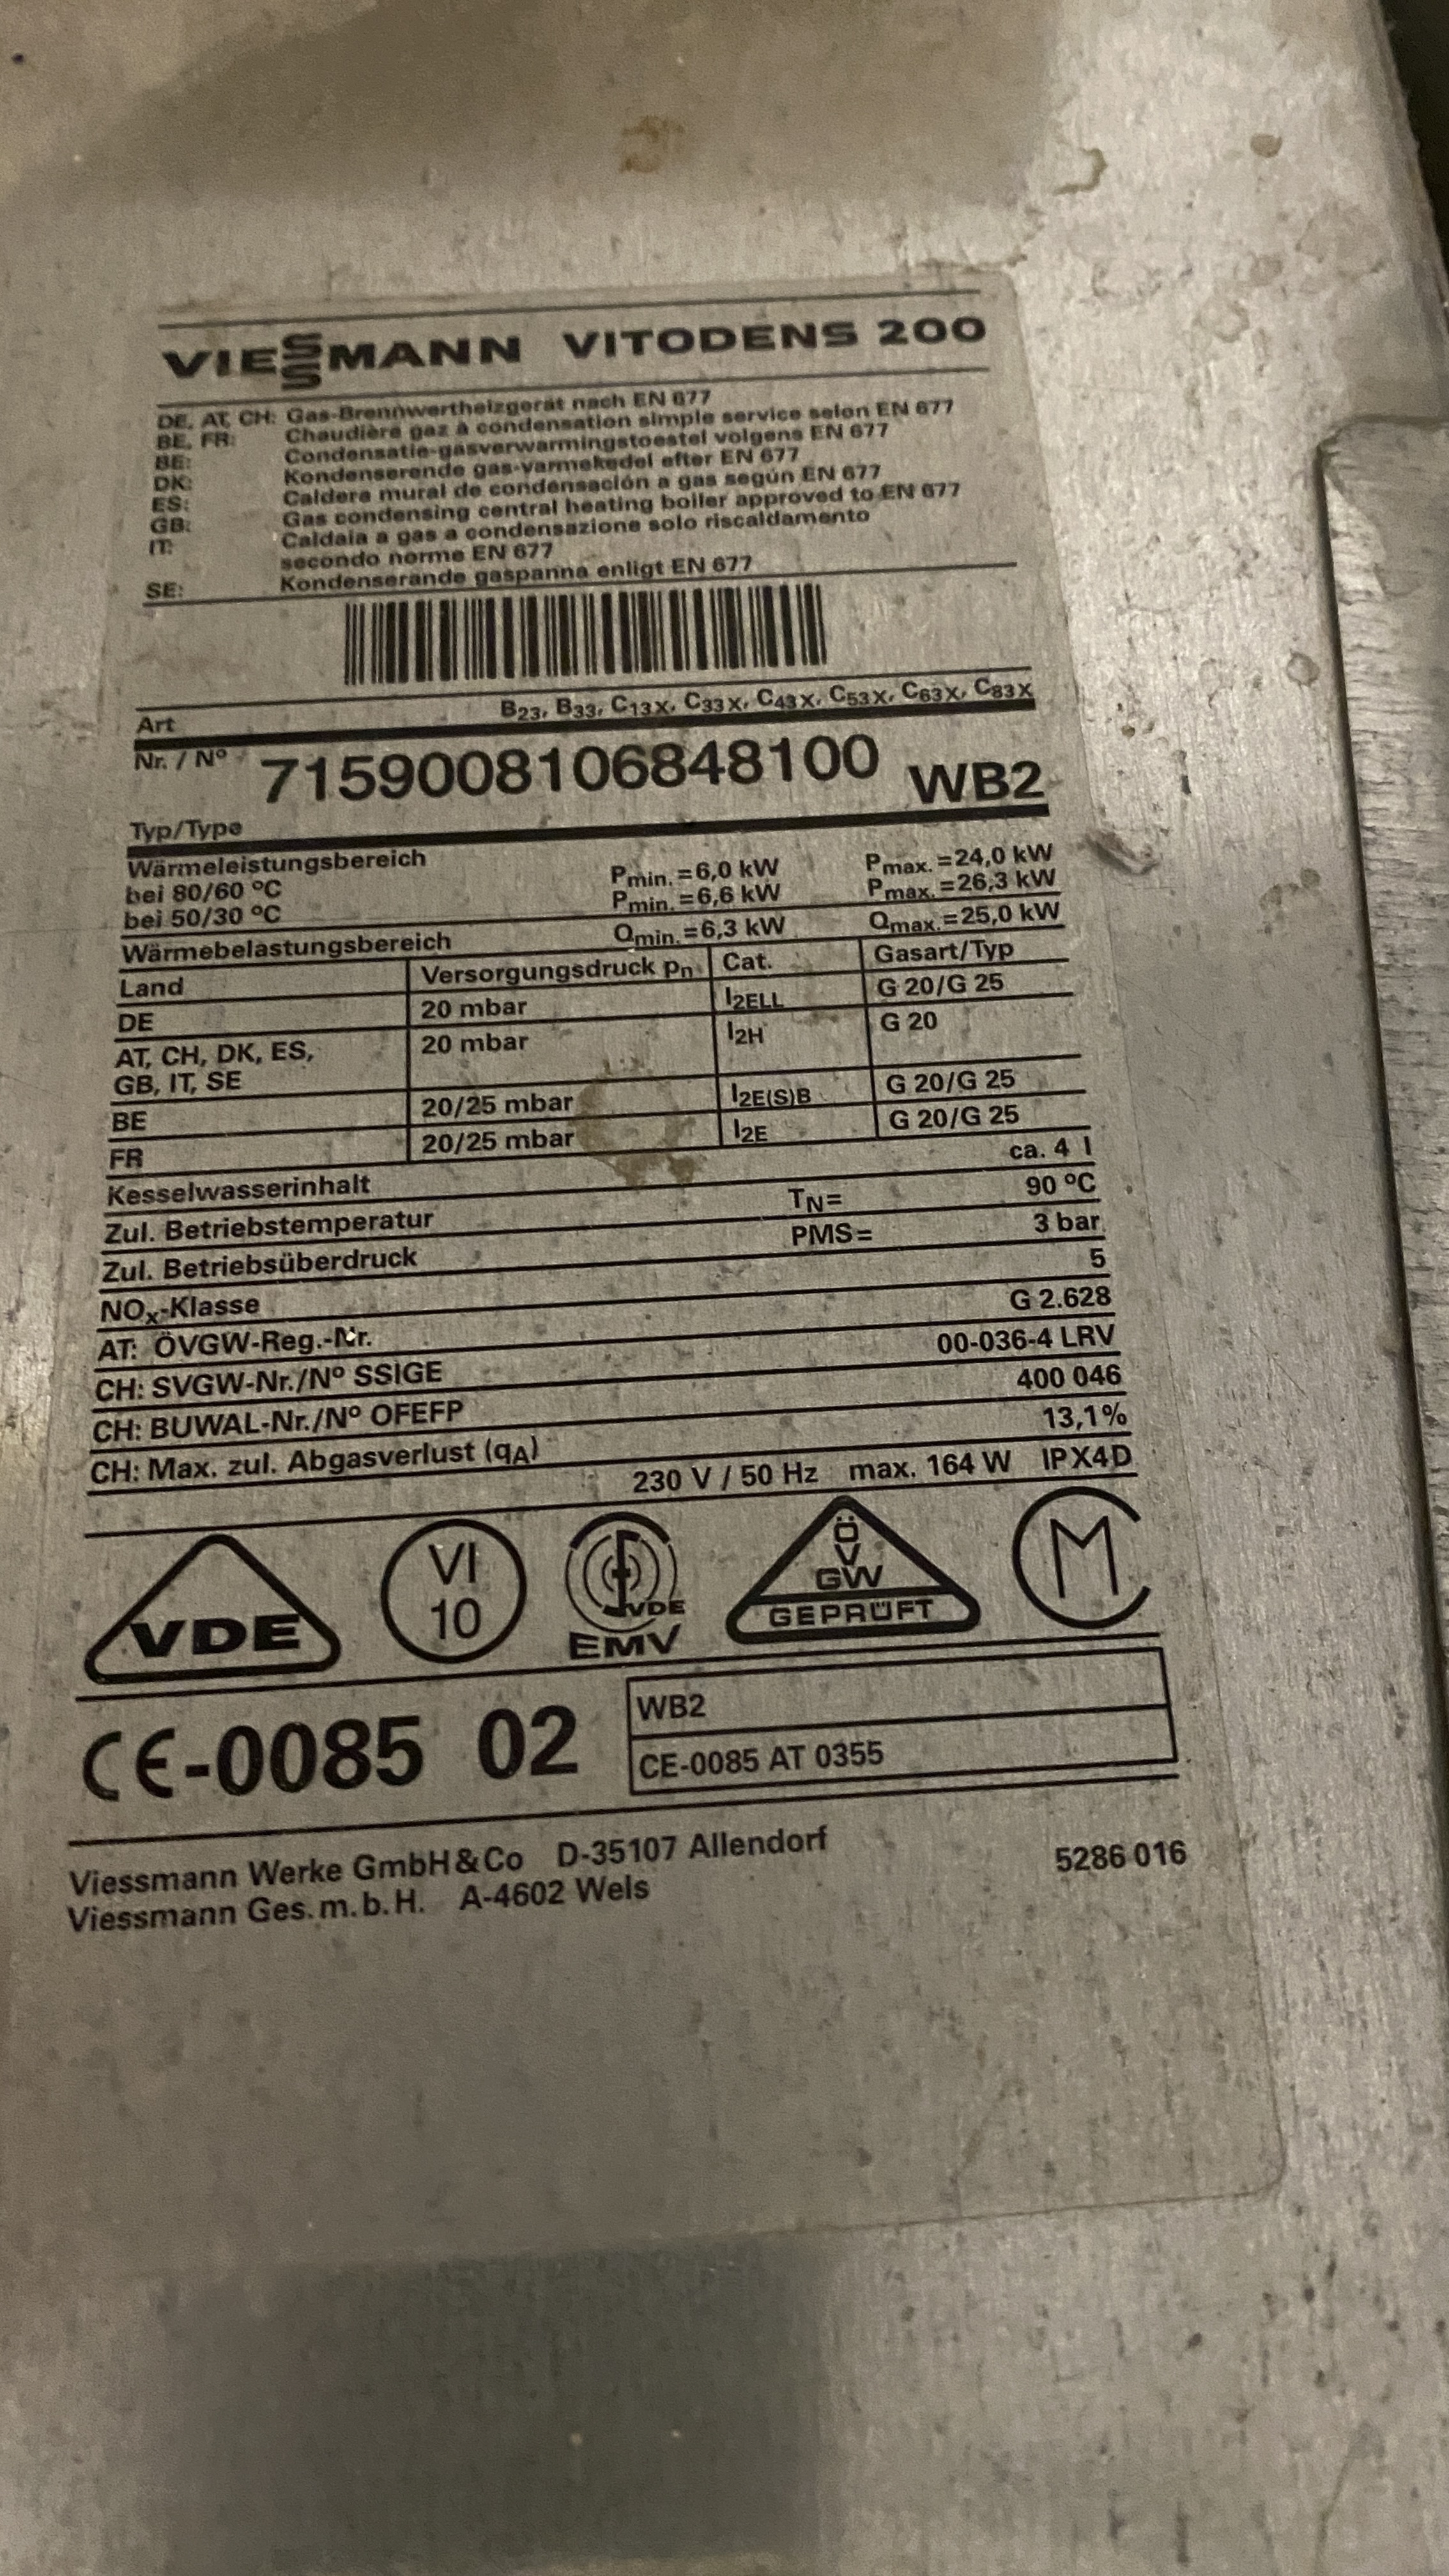 VIESSMANN VITODENS 200
DE, AT, CH: Gas-Brennwertheizgerät nach EN 677
BE, FR: Chaudière gaz à condensation simple service selon EN 677
BE: Condensatie-gasverwarmingstoestel volgens EN 677
DK: Kondenserende gas-varmekedel efter EN 677
ES: Caldera mural de condensación a gas según EN 677
GB: Gas condensing central heating boiler approved to EN 677
IT: Caldaia a gas a condensazione solo riscaldamento
secondo norme EN 677
SE: Kondenserande gaspanna enligt EN 677
Art B23, B33, C13X, C33X, C43X, C53X, C63X, C83X
Nr. / Nº 7159008106848100
Typ/Type WB2
Wärmeleistungsbereich
bei 80/60 ºC Pmin.=6,0 kW Pmax.=24,0 kW
bei 50/30 ºC Pmin.=6,6 kW Pmax.=26,3 kW
Wärmebelastungsbereich Qmin.=6,3 kW Qmax.=25,0 kW
Land Versorgungsdruck pn Cat. Gasart/Typ
DE 20 mbar I2ELL G 20/G 25
AT, CH, DK, ES, 20 mbar I2H G 20
GB, IT, SE
BE 20/25 mbar I2E(S)B G 20/G 25
FR 20/25 mbar I2E G 20/G 25
Kesselwasserinhalt ca. 4 l
Zul. Betriebstemperatur TN= 90 ºC
Zul. Betriebsüberdruck PMS= 3 bar
NOx-Klasse 5
AT: ÖVGW-Reg.-Nr. G 2.628
CH: SVGW-Nr./Nº SSIGE 00-036-4 LRV
CH: BUWAL-Nr./Nº OFEFP 400 046
CH: Max. zul. Abgasverlust (qA) 13,1%
230 V / 50 Hz max. 164 W IPX4D
VDE
VI
10
VDE
EMV
Ö
V
GW
GEPRÜFT
M
CE-0085 02
WB2
CE-0085 AT 0355
Viessmann Werke GmbH&Co D-35107 Allendorf
Viessmann Ges.m.b.H. A-4602 Wels
5286 016